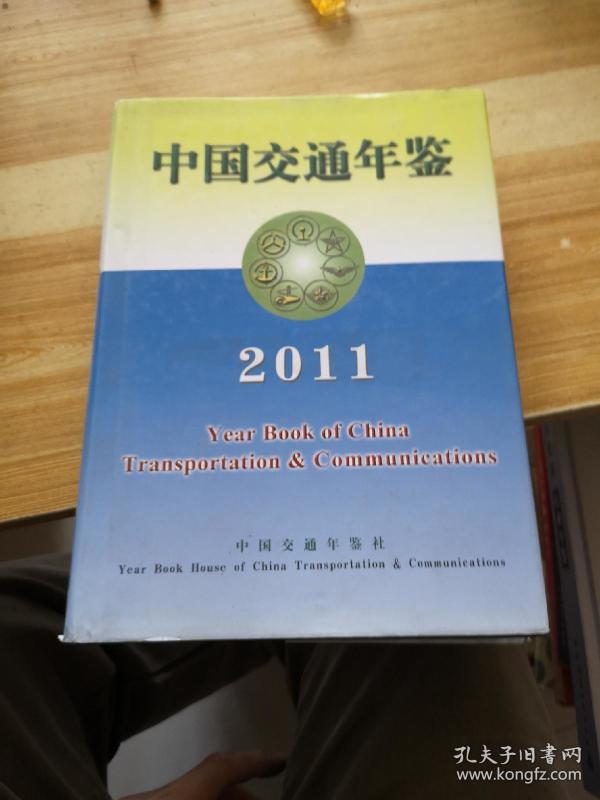 中国交通年鉴
2011
Year Book of China
Transportation & Communications
中国交通年鉴社
Year Book House of China Transportation & Communications
孔夫子旧书网
www.kongfz.com